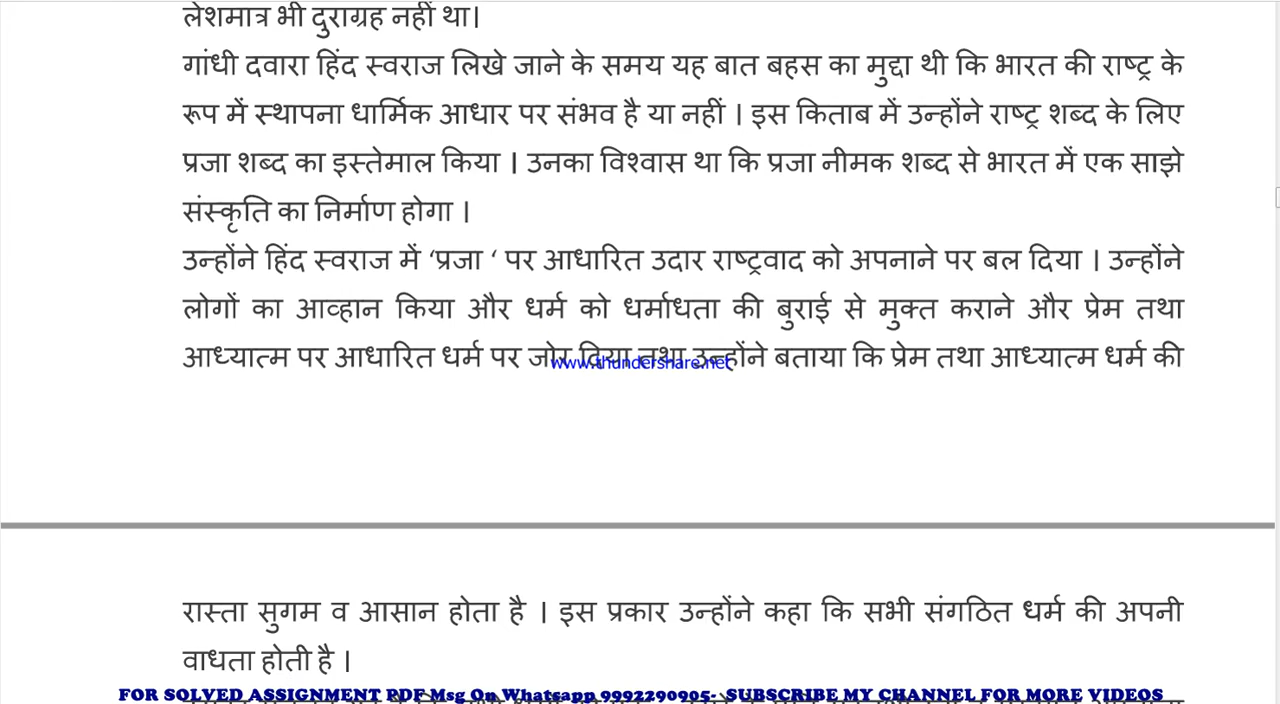 लेशमात्र भी दुराग्रह नहीं था।
गांधी दवारा हिंद स्वराज लिखे जाने के समय यह बात बहस का मुद्दा थी कि भारत की राष्ट्र के
रूप में स्थापना धार्मिक आधार पर संभव है या नहीं । इस किताब में उन्होंने राष्ट्र शब्द के लिए
प्रजा शब्द का इस्तेमाल किया । उनका विश्वास था कि प्रजा नीमक शब्द से भारत में एक साझे
संस्कृति का निर्माण होगा ।
उन्होंने हिंद स्वराज में ‘प्रजा ‘ पर आधारित उदार राष्ट्रवाद को अपनाने पर बल दिया । उन्होंने
लोगों का आव्हान किया और धर्म को धर्माधता की बुराई से मुक्त कराने और प्रेम तथा
आध्यात्म पर आधारित धर्म पर जोर दिया तथा उन्होंने बताया कि प्रेम तथा आध्यात्म धर्म की
www.thundershare.net
रास्ता सुगम व आसान होता है । इस प्रकार उन्होंने कहा कि सभी संगठित धर्म की अपनी
वाधता होती है ।
FOR SOLVED ASSIGNMENT PDF Msg On Whatsapp 9992290905- SUBSCRIBE MY CHANNEL FOR MORE VIDEOS